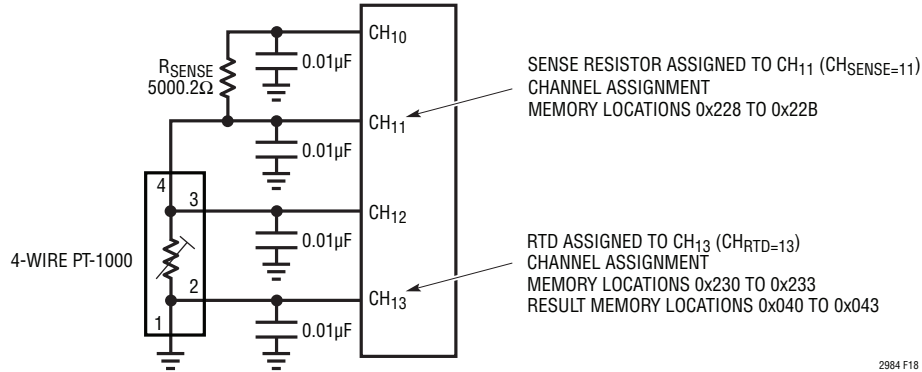 CH10
0.01µF
RSENSE
5000.2Ω
SENSE RESISTOR ASSIGNED TO CH11 (CHSENSE=11)
CHANNEL ASSIGNMENT
MEMORY LOCATIONS 0x228 TO 0x22B
CH11
0.01µF
4
3
CH12
0.01µF
4-WIRE PT-1000
RTD ASSIGNED TO CH13 (CHRTD=13)
CHANNEL ASSIGNMENT
MEMORY LOCATIONS 0x230 TO 0x233
RESULT MEMORY LOCATIONS 0x040 TO 0x043
2
CH13
1
0.01µF
2984 F18